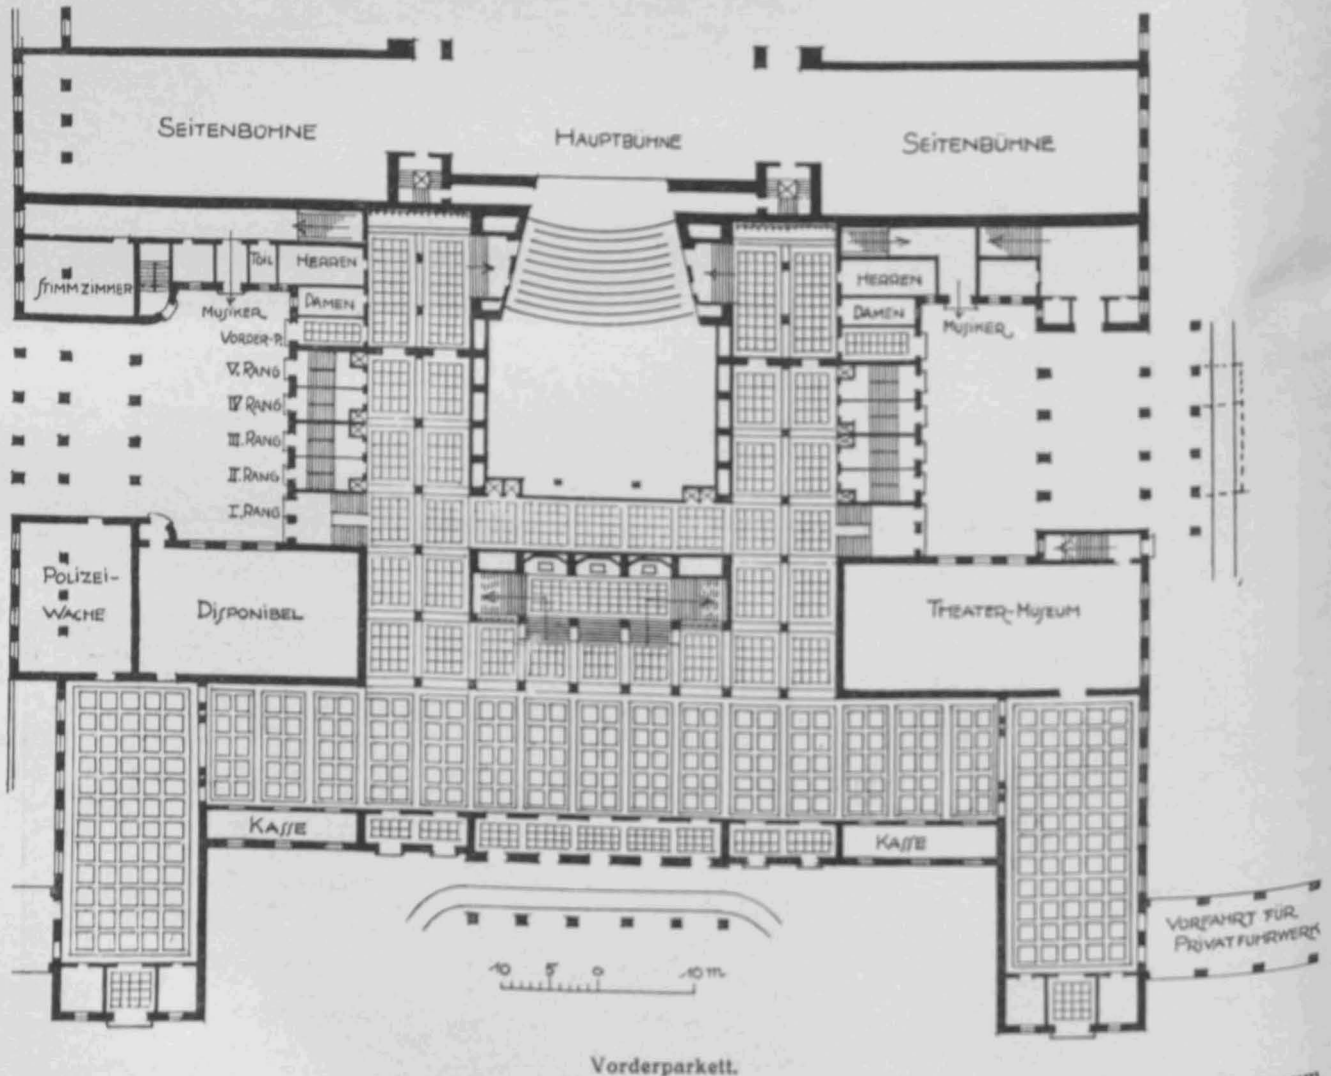 SEITENBÜHNE
HAUPTBÜHNE
SEITENBÜHNE
STIMMZIMMER
TOIL
HERREN
DAMEN
MUSIKER
VORDER-P.
V. RANG
IV RANG
III. RANG
II. RANG
I. RANG
HERREN
DAMEN
MUSIKER
POLIZEI-
WACHE
DISPONIBEL
THEATER-MUSEUM
KASSE
KASSE
VORFAHRT FÜR
PRIVATFUHRWERK
10 5 0 10 m
Vorderparkett.